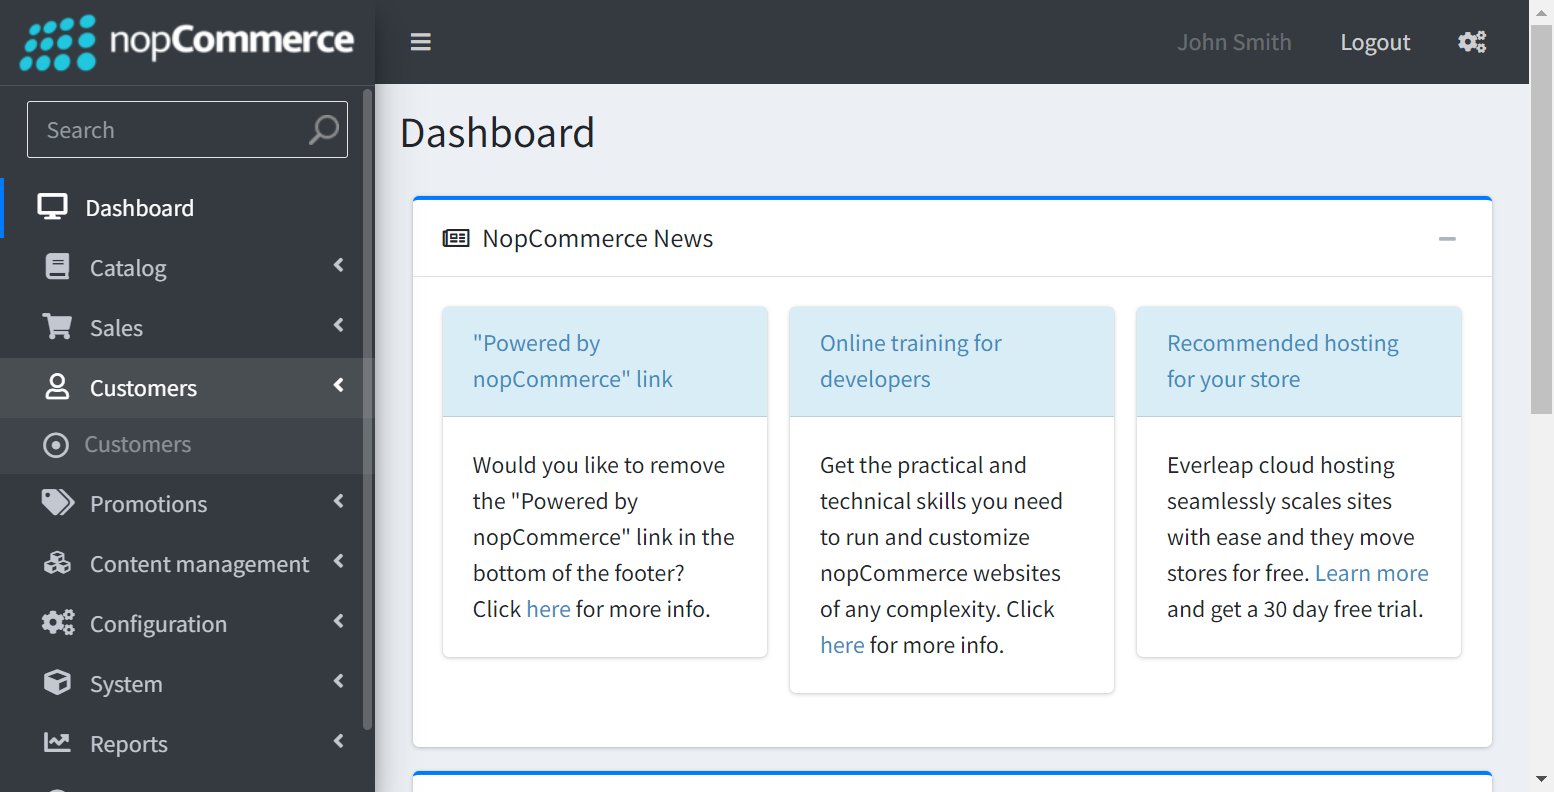 nopCommerce
John Smith
Logout
Search
Dashboard
Catalog
Sales
Customers
Customers
Promotions
Content management
Configuration
System
Reports
Dashboard
NopCommerce News
"Powered by
nopCommerce" link
Would you like to remove
the "Powered by
nopCommerce" link in the
bottom of the footer?
Click here for more info.
Online training for
developers
Get the practical and
technical skills you need
to run and customize
nopCommerce websites
of any complexity. Click
here for more info.
Recommended hosting
for your store
Everleap cloud hosting
seamlessly scales sites
with ease and they move
stores for free. Learn more
and get a 30 day free trial.